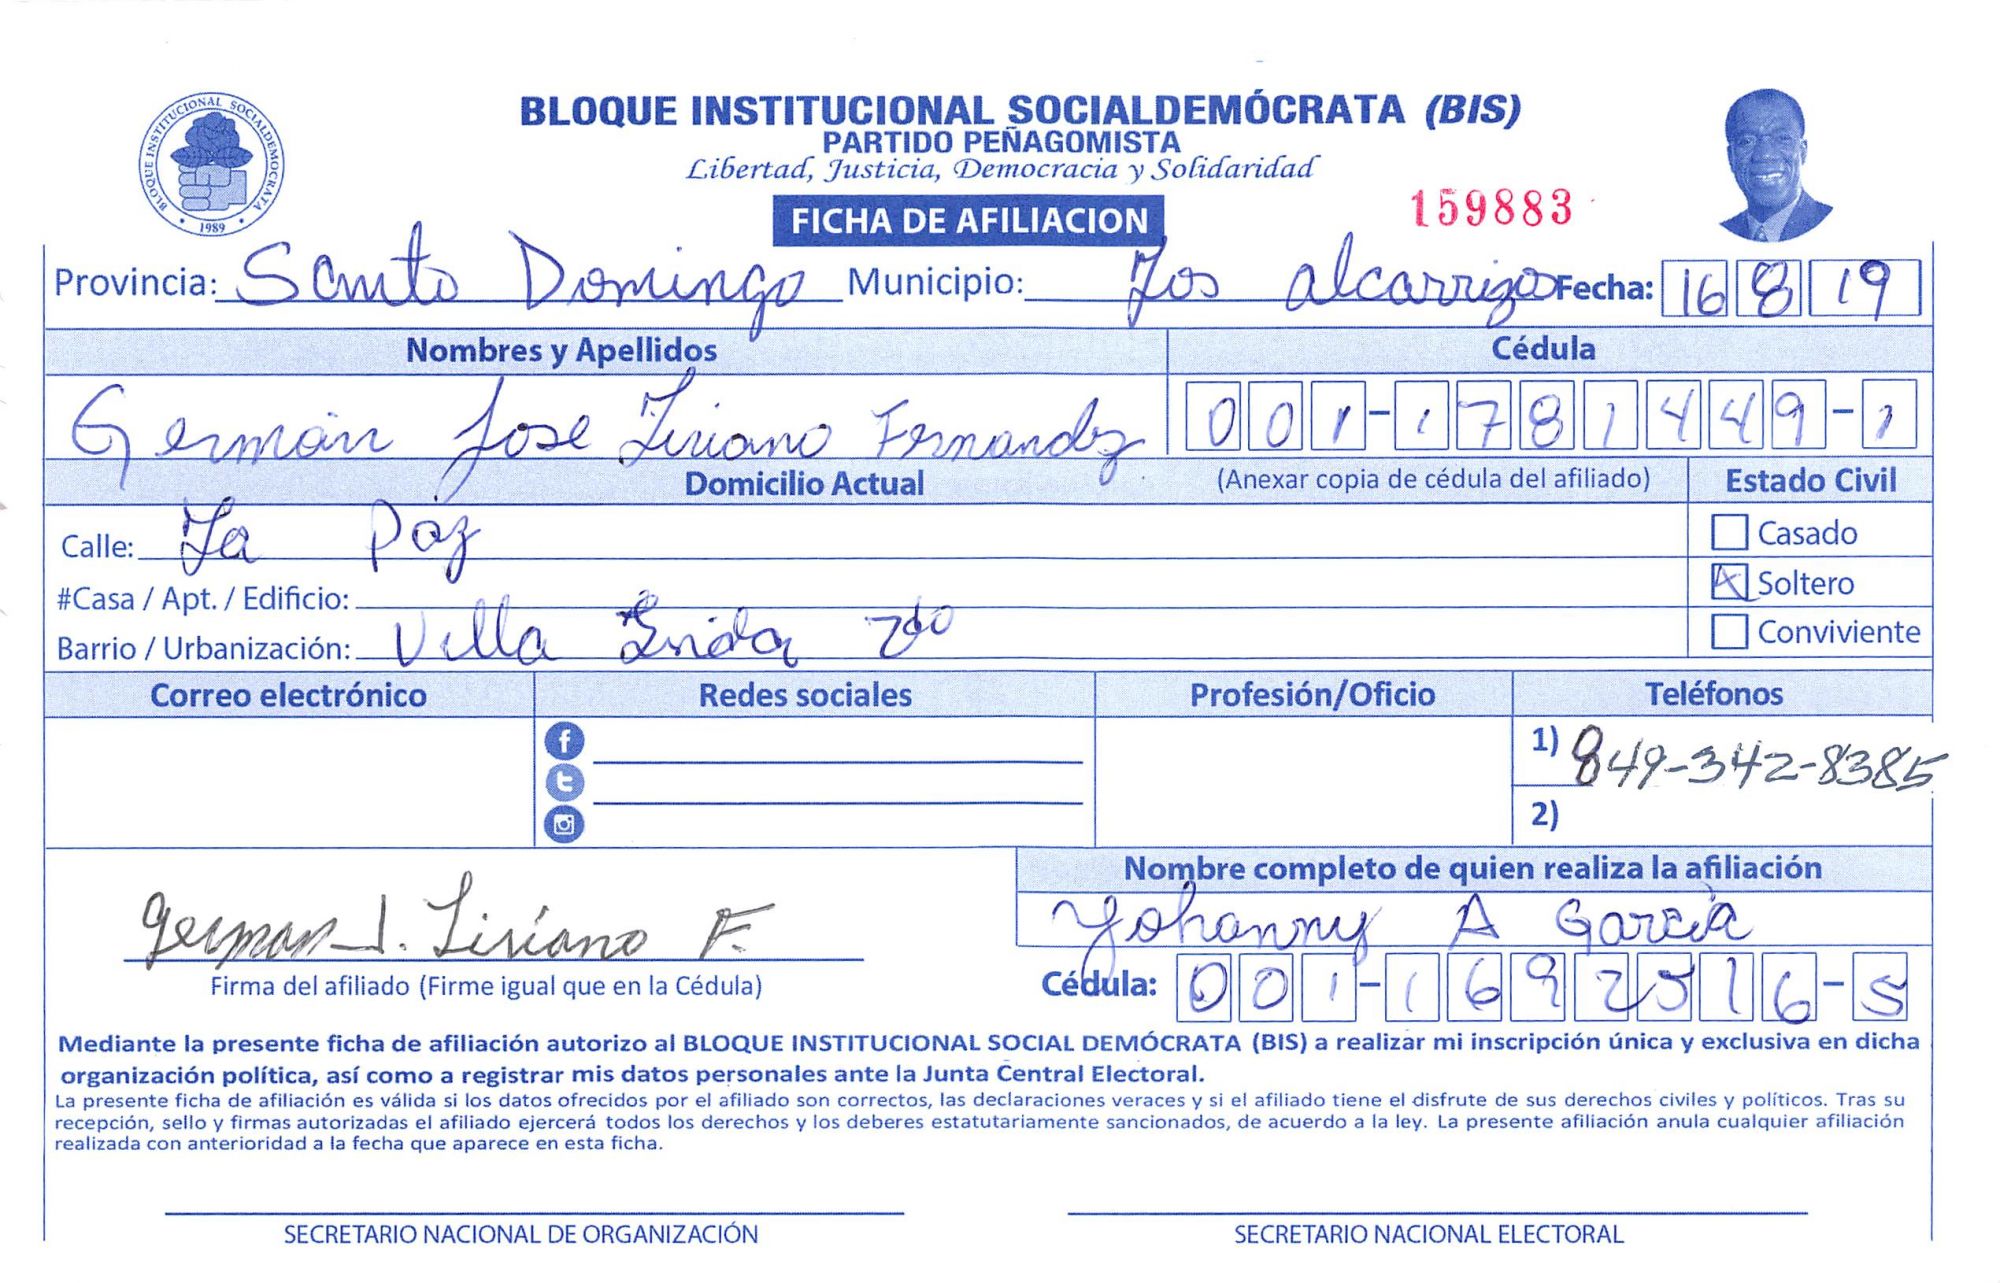 BLOQUE INSTITUCIONAL SOCIALDEMÓCRATA (BIS)
PARTIDO PEÑAGOMISTA
Libertad, Justicia, Democracia y Solidaridad
BLOQUE INSTITUCIONAL SOCIALDEMOCRATA
1989
FICHA DE AFILIACION
159883
Provincia: Santo Domingo Municipio: Los alcarrizos Fecha: 16 8 19
Nombres y Apellidos Cédula
Germán Jose Liriano Fernandez 001-1781449-1
Domicilio Actual (Anexar copia de cédula del afiliado) Estado Civil
Calle: La Paz Casado
#Casa / Apt. / Edificio: X Soltero
Barrio / Urbanización: Villa Linda 2do Conviviente
Correo electrónico Redes sociales Profesión/Oficio Teléfonos
1) 849-342-8385
2)
Nombre completo de quien realiza la afiliación
German J. Liriano F. Yohanny A García
Firma del afiliado (Firme igual que en la Cédula) Cédula: 001-1692516-5
Mediante la presente ficha de afiliación autorizo al BLOQUE INSTITUCIONAL SOCIAL DEMÓCRATA (BIS) a realizar mi inscripción única y exclusiva en dicha
organización política, así como a registrar mis datos personales ante la Junta Central Electoral.
La presente ficha de afiliación es válida si los datos ofrecidos por el afiliado son correctos, las declaraciones veraces y si el afiliado tiene el disfrute de sus derechos civiles y políticos. Tras su
recepción, sello y firmas autorizadas el afiliado ejercerá todos los derechos y los deberes estatutariamente sancionados, de acuerdo a la ley. La presente afiliación anula cualquier afiliación
realizada con anterioridad a la fecha que aparece en esta ficha.
SECRETARIO NACIONAL DE ORGANIZACIÓN SECRETARIO NACIONAL ELECTORAL